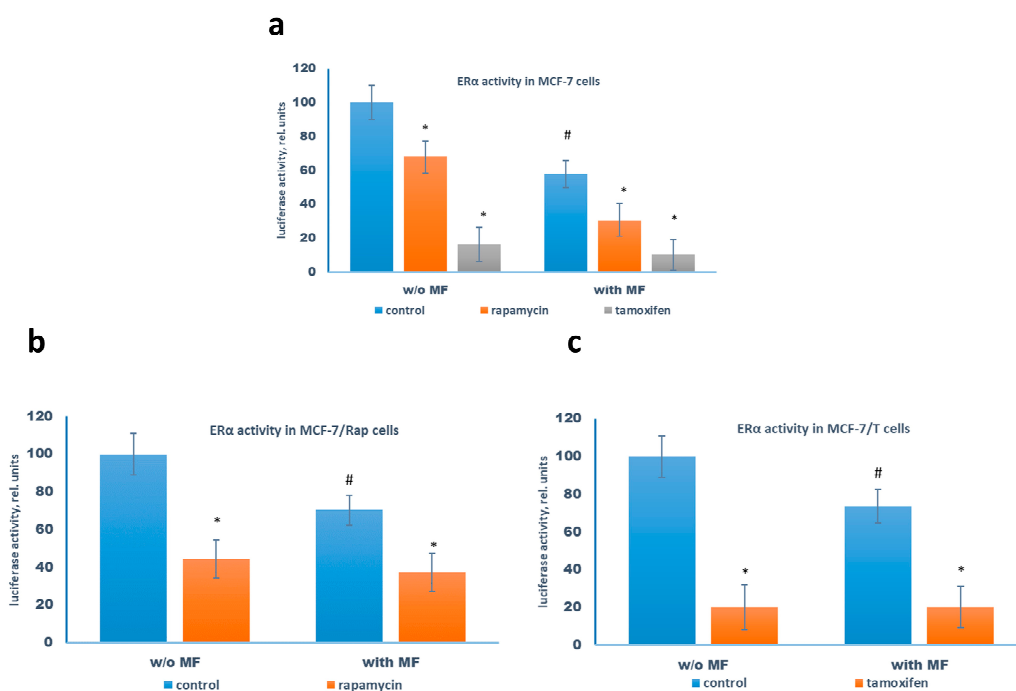 a
ERα activity in MCF-7 cells
luciferase activity, rel. units
120
100
80
60
40
20
0
*
*
#
*
*
w/o MF
with MF
control
rapamycin
tamoxifen
b
ERα activity in MCF-7/Rap cells
luciferase activity, rel. units
120
100
80
60
40
20
0
*
#
*
w/o MF
with MF
control
rapamycin
c
ERα activity in MCF-7/T cells
luciferase activity, rel. units
120
100
80
60
40
20
0
*
#
*
w/o MF
with MF
control
tamoxifen